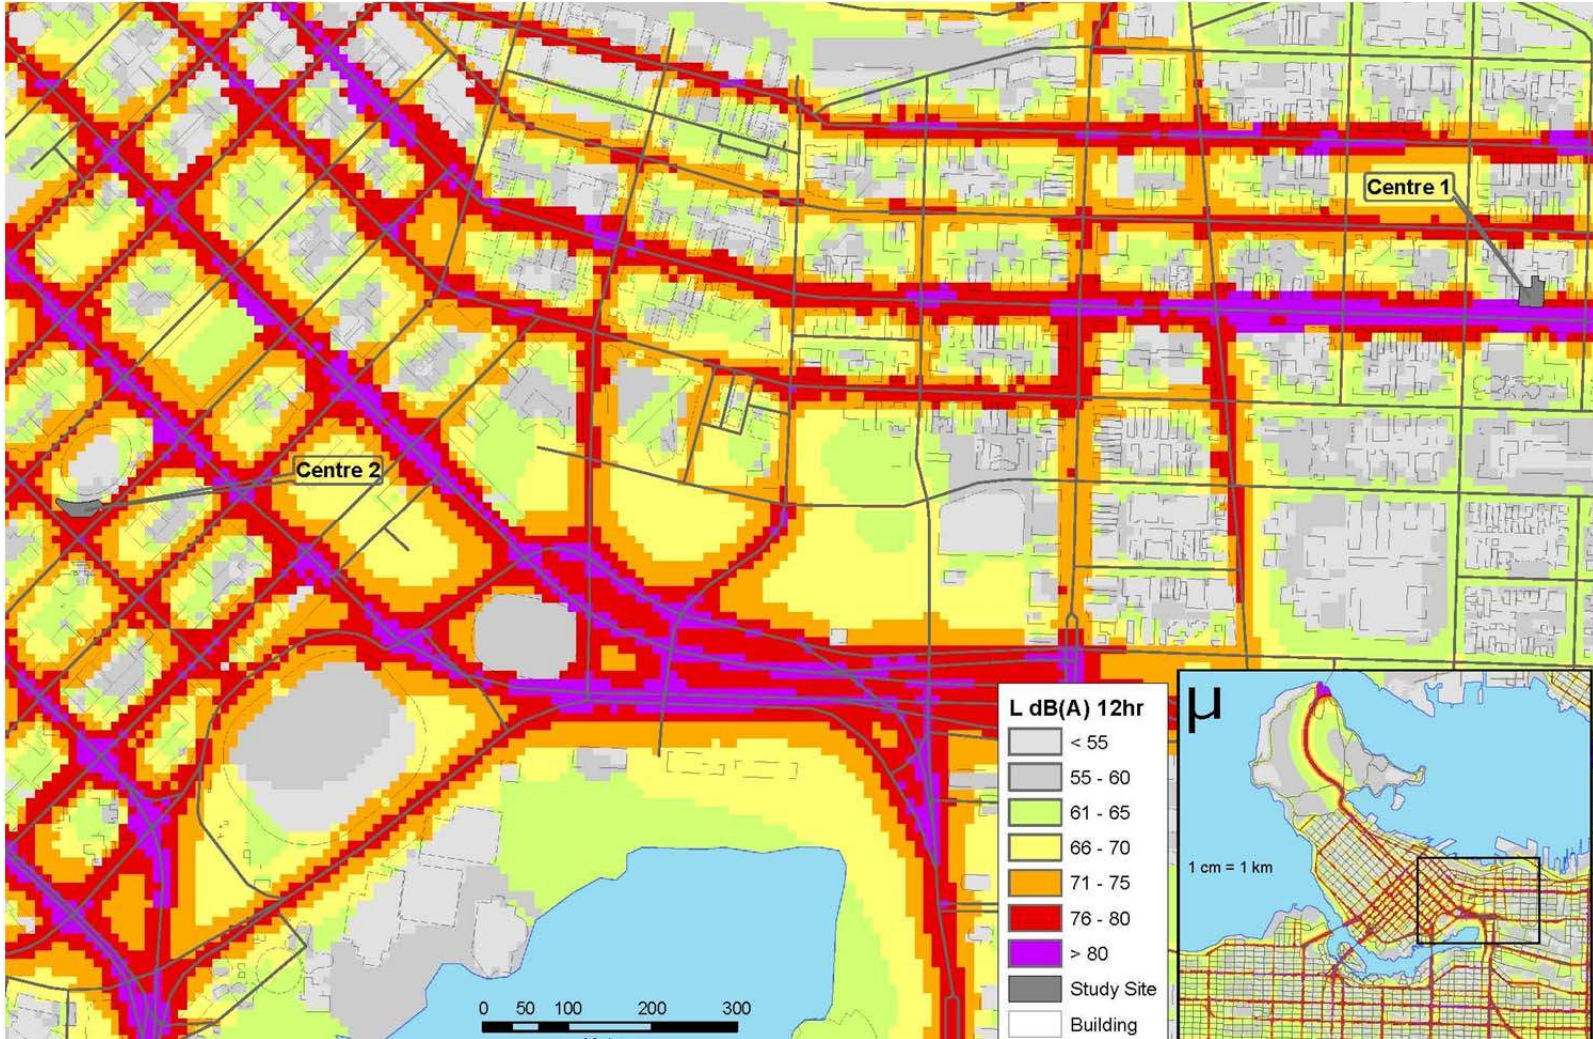 Centre 1
Centre 2
L dB(A) 12hr
< 55
55 - 60
61 - 65
66 - 70
71 - 75
76 - 80
> 80
Study Site
Building
μ
1 cm = 1 km
0 50 100 200 300